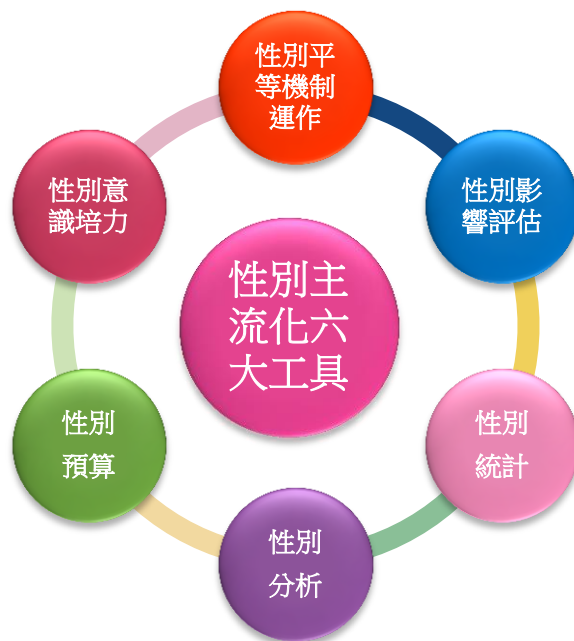 性別平
等機制
運作
性別意
識培力
性別影
響評估
性別主
流化六
大工具
性別
預算
性別
統計
性別
分析